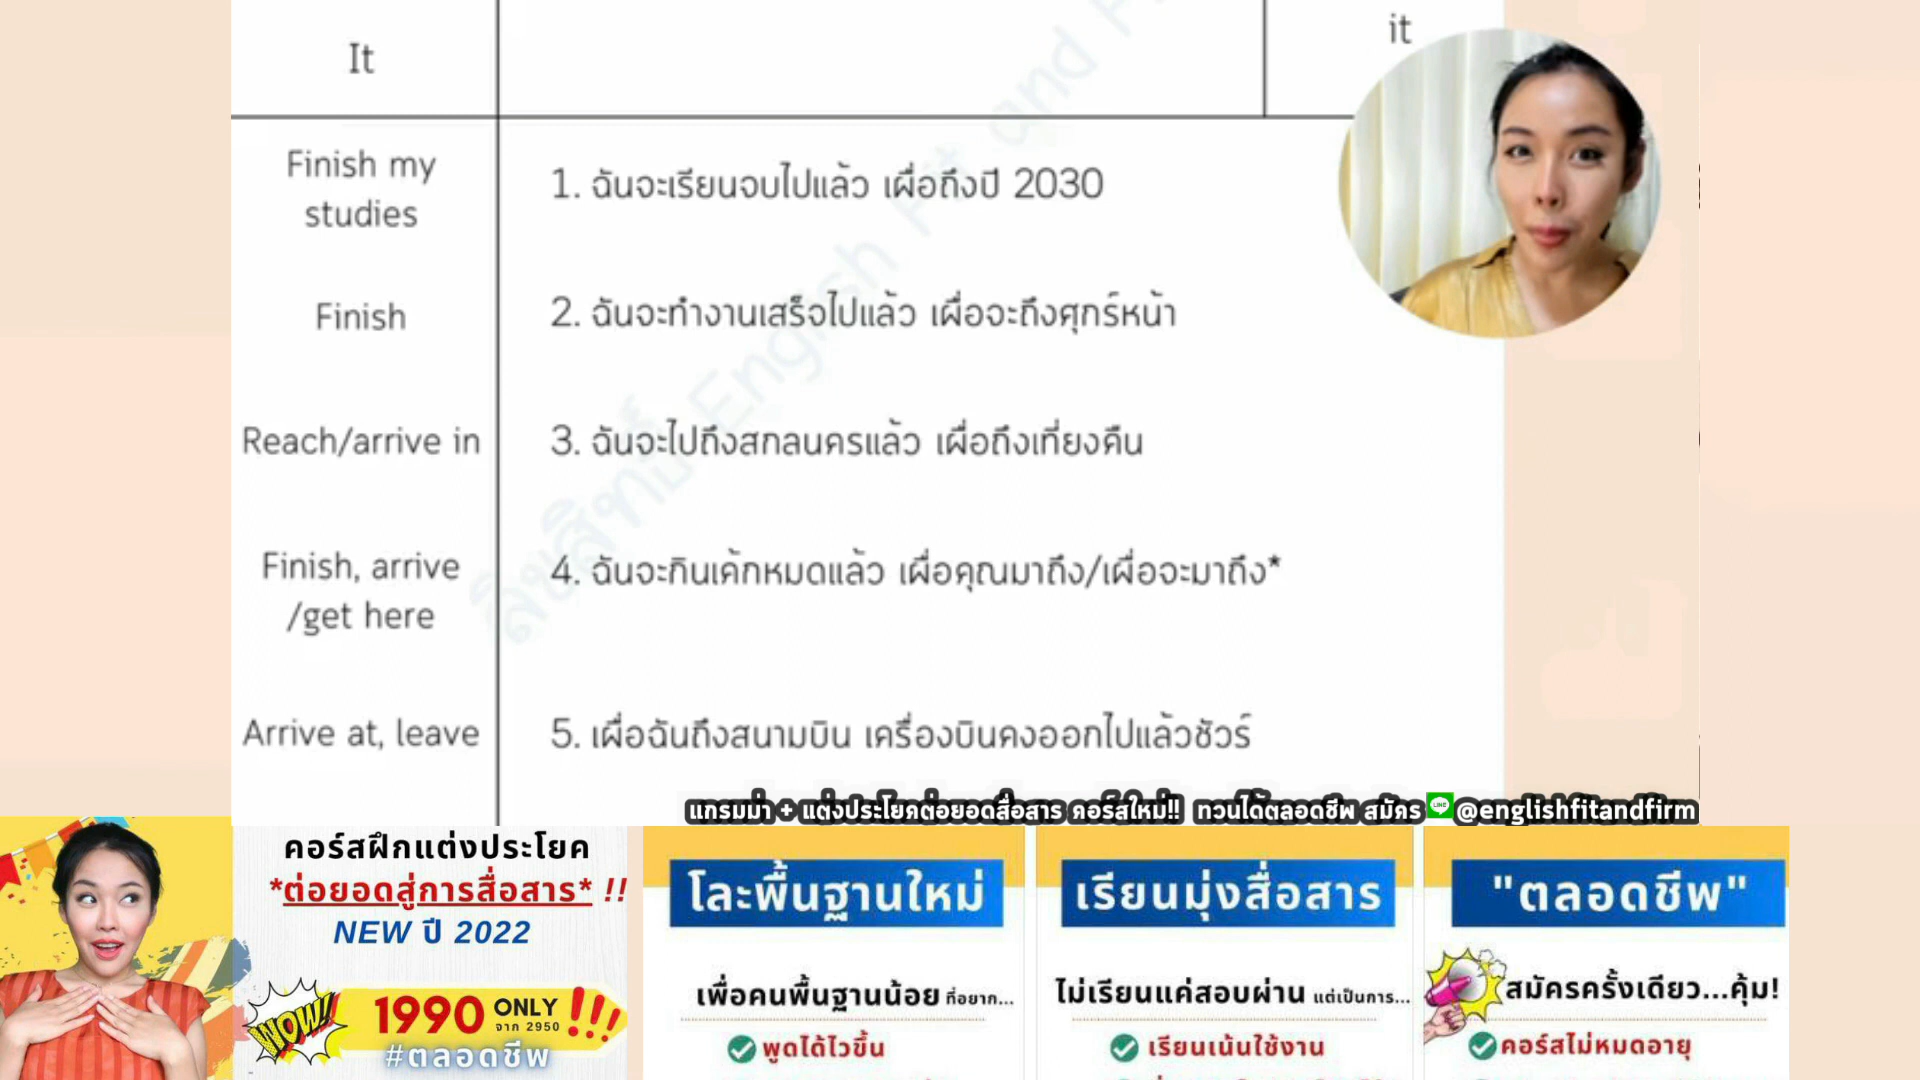 It
it
Finish my
studies
1. ฉันจะเรียนจบไปแล้ว เผื่อถึงปี 2030
Finish
2. ฉันจะทำงานเสร็จไปแล้ว เผื่อจะถึงศุกร์หน้า
Reach/arrive in
3. ฉันจะไปถึงสกลนครแล้ว เผื่อถึงเที่ยงคืน
Finish, arrive
/get here
4. ฉันจะกินเค้กหมดแล้ว เผื่อคุณมาถึง/เผื่อจะมาถึง*
Arrive at, leave
5. เผื่อฉันถึงสนามบิน เครื่องบินคงออกไปแล้วชัวร์
ลิขสิทธิ์ English Fit and F
แกรมม่า + แต่งประโยคต่อยอดสื่อสาร คอร์สใหม่!! ทวนได้ตลอดชีพ สมัคร LINE @englishfitandfirm
คอร์สฝึกแต่งประโยค
*ต่อยอดสู่การสื่อสาร* !!
NEW ปี 2022
WOW!
1990 ONLY !!!
จาก 2950
#ตลอดชีพ
โละพื้นฐานใหม่
เพื่อคนพื้นฐานน้อย ที่อยาก...
พูดได้ไวขึ้น
เรียนมุ่งสื่อสาร
ไม่เรียนแค่สอบผ่าน แต่เป็นการ...
เรียนเน้นใช้งาน
"ตลอดชีพ"
สมัครครั้งเดียว...คุ้ม!
คอร์สไม่หมดอายุ